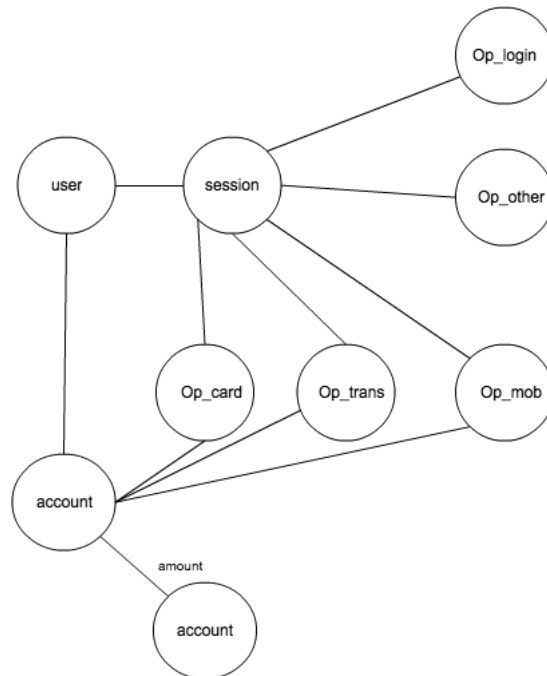 Op_login
user
session
Op_other
Op_card
Op_trans
Op_mob
account
amount
account